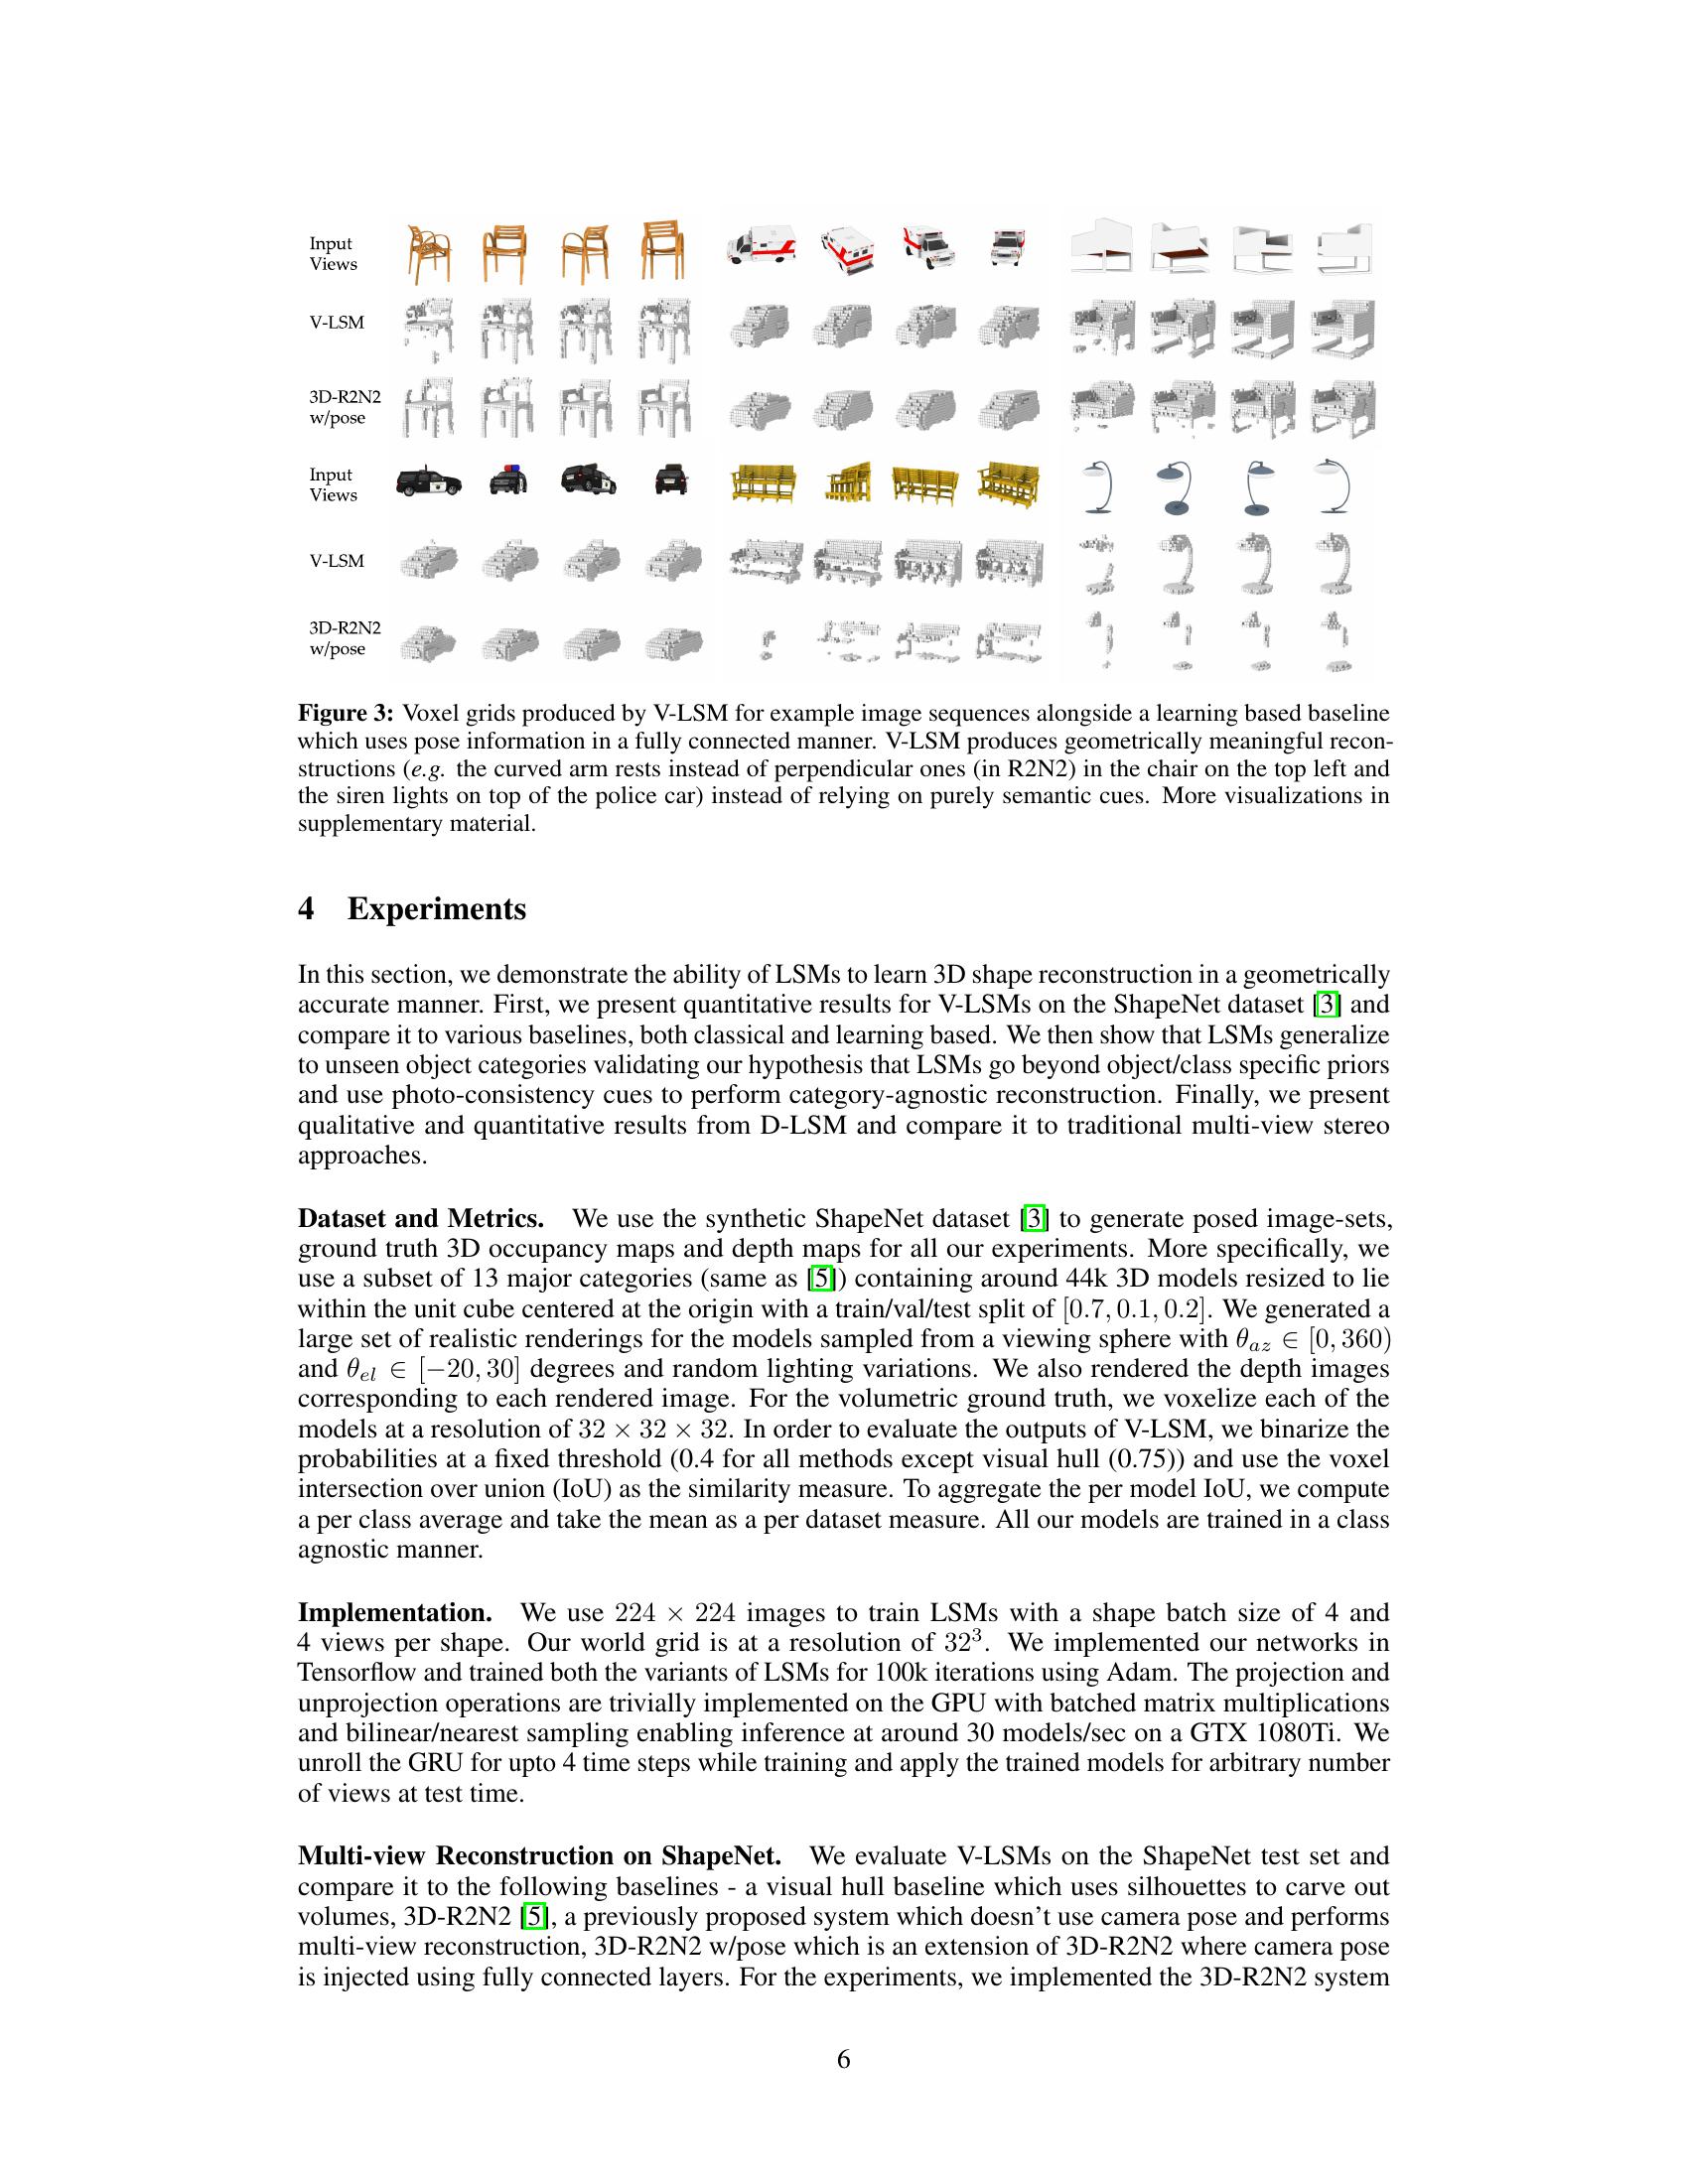 Input
Views
V-LSM
3D-R2N2
w/pose
Input
Views
V-LSM
3D-R2N2
w/pose
Figure 3: Voxel grids produced by V-LSM for example image sequences alongside a learning based baseline
which uses pose information in a fully connected manner. V-LSM produces geometrically meaningful recon-
structions (e.g. the curved arm rests instead of perpendicular ones (in R2N2) in the chair on the top left and
the siren lights on top of the police car) instead of relying on purely semantic cues. More visualizations in
supplementary material.
4 Experiments
In this section, we demonstrate the ability of LSMs to learn 3D shape reconstruction in a geometrically
accurate manner. First, we present quantitative results for V-LSMs on the ShapeNet dataset [3] and
compare it to various baselines, both classical and learning based. We then show that LSMs generalize
to unseen object categories validating our hypothesis that LSMs go beyond object/class specific priors
and use photo-consistency cues to perform category-agnostic reconstruction. Finally, we present
qualitative and quantitative results from D-LSM and compare it to traditional multi-view stereo
approaches.
Dataset and Metrics. We use the synthetic ShapeNet dataset [3] to generate posed image-sets,
ground truth 3D occupancy maps and depth maps for all our experiments. More specifically, we
use a subset of 13 major categories (same as [5]) containing around 44k 3D models resized to lie
within the unit cube centered at the origin with a train/val/test split of [0.7, 0.1, 0.2]. We generated a
large set of realistic renderings for the models sampled from a viewing sphere with θaz ∈ [0, 360)
and θel ∈ [−20, 30] degrees and random lighting variations. We also rendered the depth images
corresponding to each rendered image. For the volumetric ground truth, we voxelize each of the
models at a resolution of 32 × 32 × 32. In order to evaluate the outputs of V-LSM, we binarize the
probabilities at a fixed threshold (0.4 for all methods except visual hull (0.75)) and use the voxel
intersection over union (IoU) as the similarity measure. To aggregate the per model IoU, we compute
a per class average and take the mean as a per dataset measure. All our models are trained in a class
agnostic manner.
Implementation. We use 224 × 224 images to train LSMs with a shape batch size of 4 and
4 views per shape. Our world grid is at a resolution of 32³. We implemented our networks in
Tensorflow and trained both the variants of LSMs for 100k iterations using Adam. The projection and
unprojection operations are trivially implemented on the GPU with batched matrix multiplications
and bilinear/nearest sampling enabling inference at around 30 models/sec on a GTX 1080Ti. We
unroll the GRU for upto 4 time steps while training and apply the trained models for arbitrary number
of views at test time.
Multi-view Reconstruction on ShapeNet. We evaluate V-LSMs on the ShapeNet test set and
compare it to the following baselines - a visual hull baseline which uses silhouettes to carve out
volumes, 3D-R2N2 [5], a previously proposed system which doesn't use camera pose and performs
multi-view reconstruction, 3D-R2N2 w/pose which is an extension of 3D-R2N2 where camera pose
is injected using fully connected layers. For the experiments, we implemented the 3D-R2N2 system
6